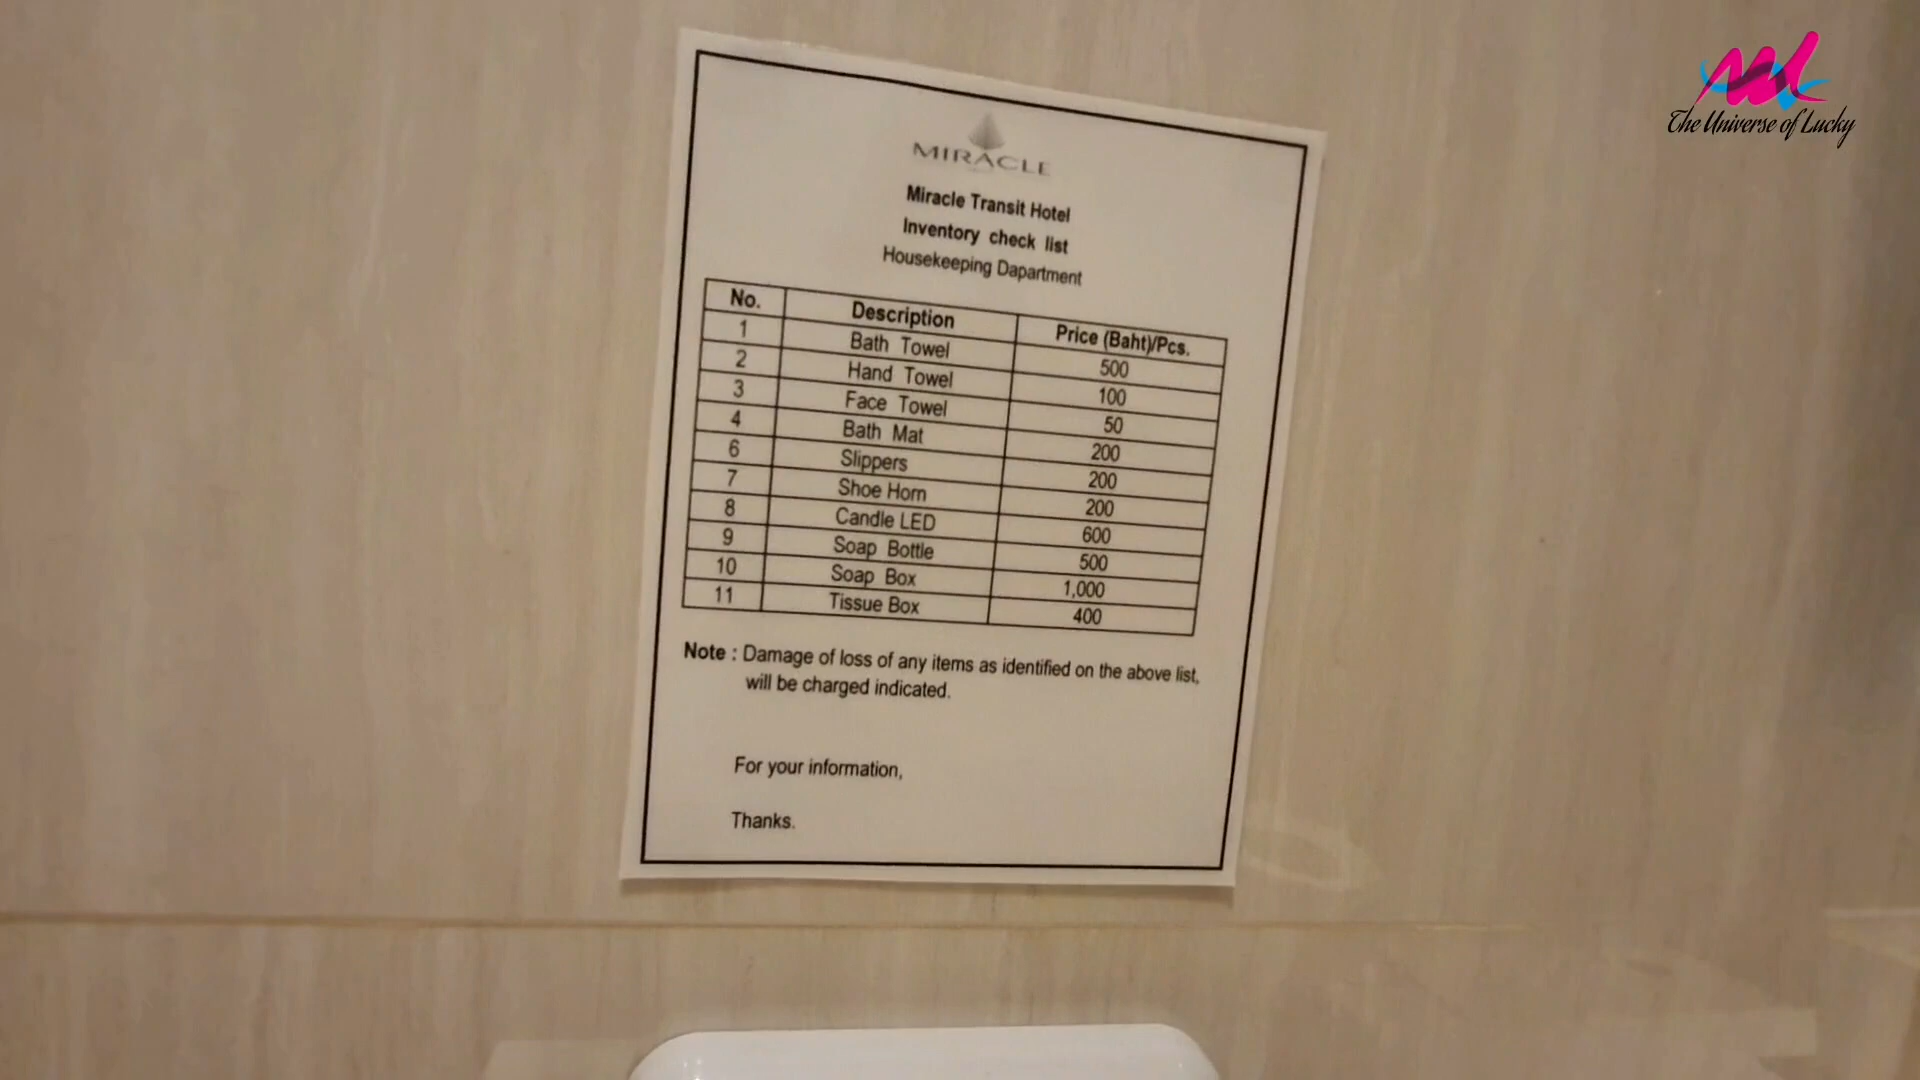 The Universe of Lucky
MIRACLE
Miracle Transit Hotel
Inventory check list
Housekeeping Dapartment
No. Description Price (Baht)/Pcs.
1 Bath Towel 500
2 Hand Towel 100
3 Face Towel 50
4 Bath Mat 200
6 Slippers 200
7 Shoe Horn 200
8 Candle LED 600
9 Soap Bottle 500
10 Soap Box 1,000
11 Tissue Box 400
Note : Damage of loss of any items as identified on the above list,
will be charged indicated.
For your information,
Thanks.